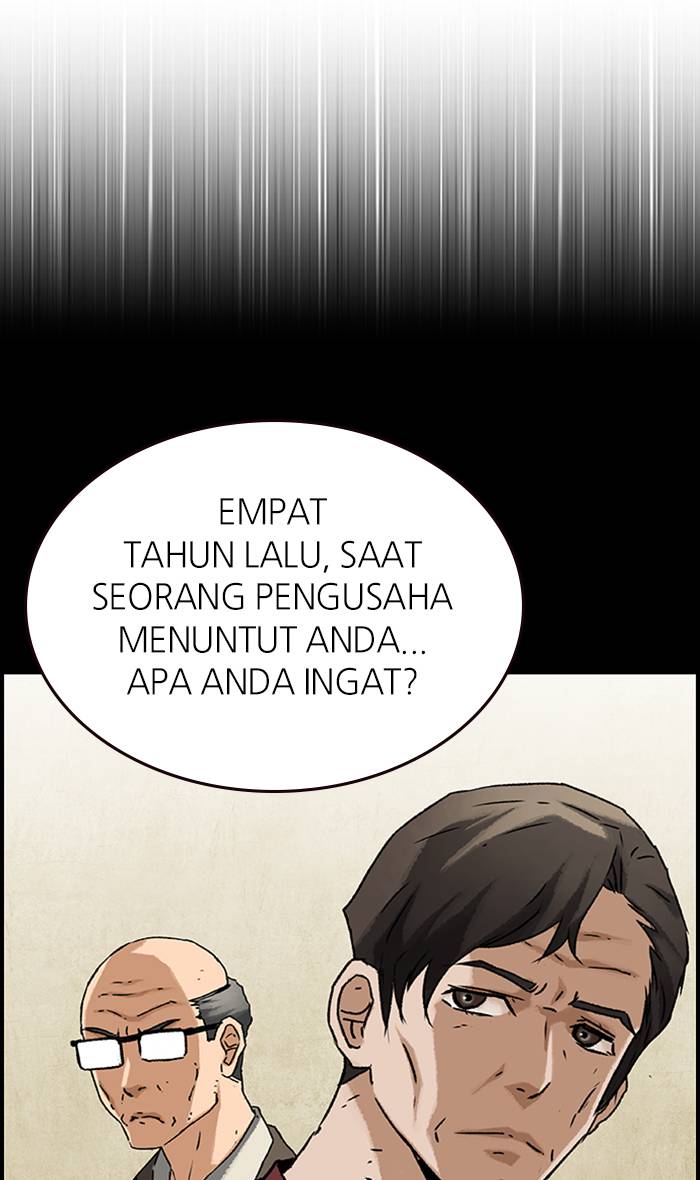 EMPAT
TAHUN LALU, SAAT
SEORANG PENGUSAHA
MENUNTUT ANDA...
APA ANDA INGAT?